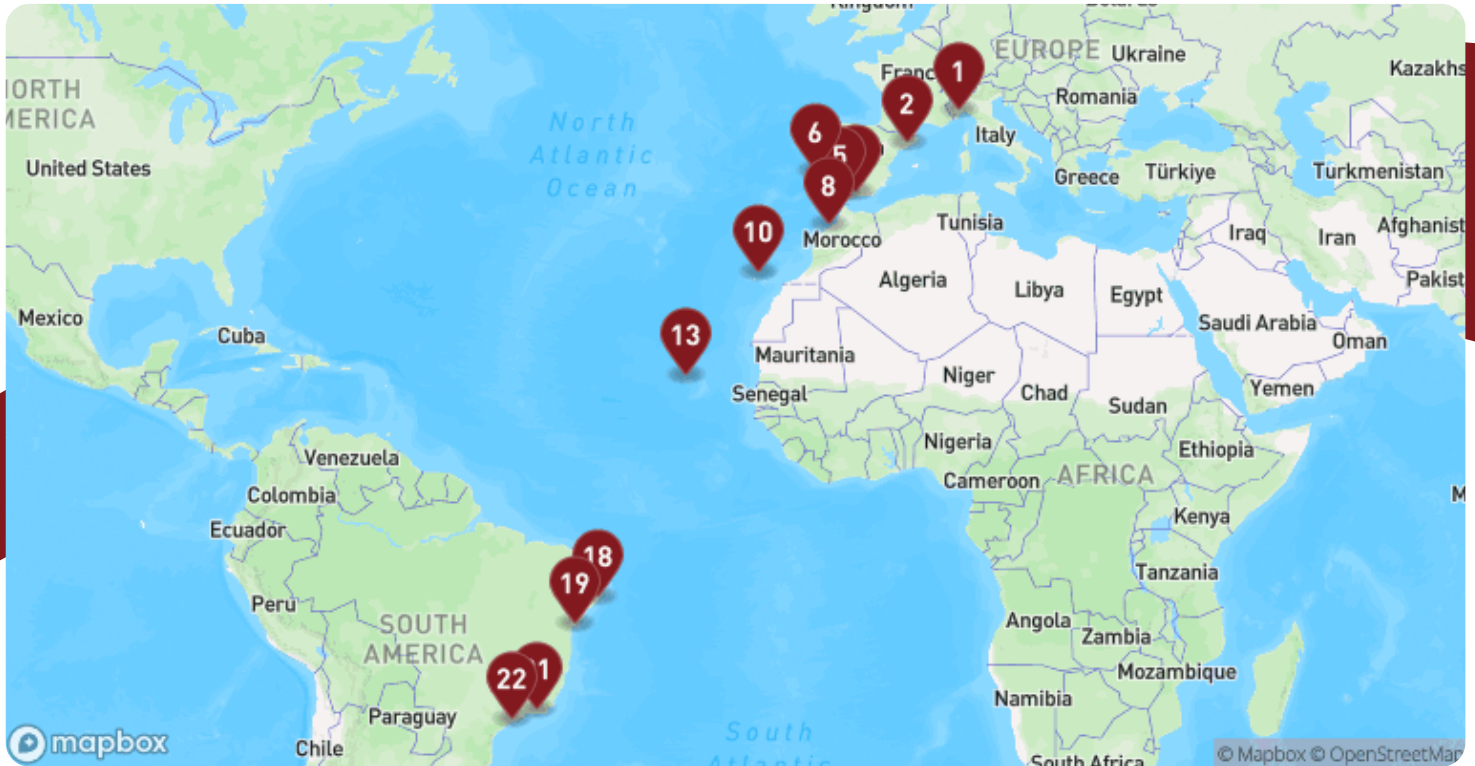 Kingdom
Belarus
EUROPE
Ukraine
Kazakhs
France
1
2
Romania
NORTH
AMERICA
North
Atlantic
Ocean
6
5
Italy
United States
Greece
Türkiye
Turkmenistan
8
Tunisia
Iraq
Iran
Afghanist
10
Morocco
Algeria
Libya
Egypt
Pakist
Mexico
Cuba
13
Saudi Arabia
Oman
Mauritania
Niger
Chad
Yemen
Senegal
Sudan
Nigeria
Ethiopia
Venezuela
Cameroon
AFRICA
Colombia
M
Ecuador
Kenya
18
19
Tanzania
Peru
SOUTH
AMERICA
Angola
Zambia
Mozambique
22
1
Namibia
Paraguay
South
Atlantic
Chile
South Africa
mapbox
© Mapbox © OpenStreetMap